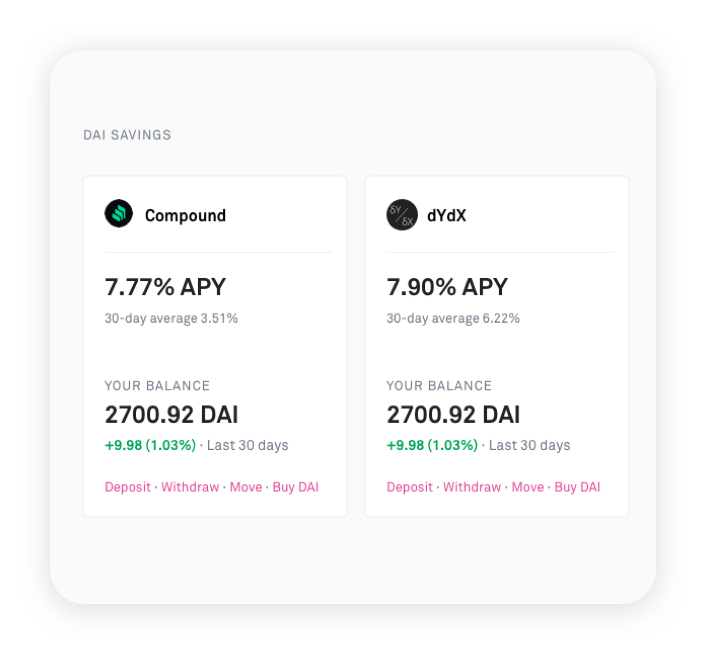 DAI SAVINGS
Compound
7.77% APY
30-day average 3.51%
YOUR BALANCE
2700.92 DAI
+9.98 (1.03%) · Last 30 days
Deposit · Withdraw · Move · Buy DAI
δY/δX
dYdX
7.90% APY
30-day average 6.22%
YOUR BALANCE
2700.92 DAI
+9.98 (1.03%) · Last 30 days
Deposit · Withdraw · Move · Buy DAI